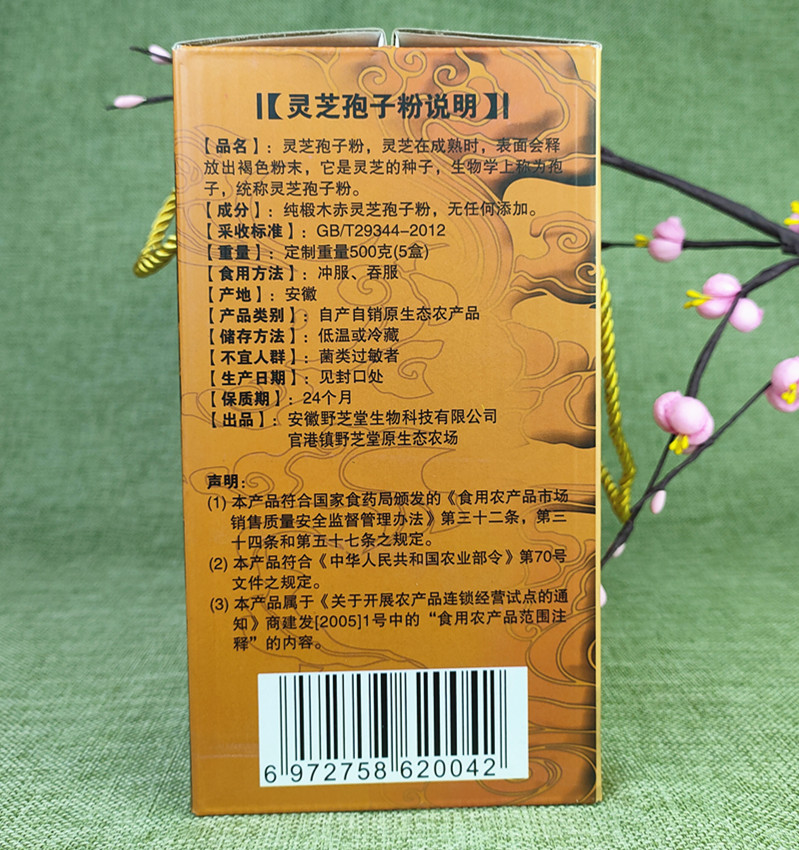 【灵芝孢子粉说明】
【品名】：灵芝孢子粉，灵芝在成熟时，表面会释
放出褐色粉末，它是灵芝的种子，生物学上称为孢
子，统称灵芝孢子粉。
【成分】：纯椴木赤灵芝孢子粉，无任何添加。
【采收标准】：GB/T29344-2012
【重量】：定制重量500克(5盒)
【食用方法】：冲服、吞服
【产地】：安徽
【产品类别】：自产自销原生态农产品
【储存方法】：低温或冷藏
【不宜人群】：菌类过敏者
【生产日期】：见封口处
【保质期】：24个月
【出品】：安徽野芝堂生物科技有限公司
官港镇野芝堂原生态农场
声明：
(1) 本产品符合国家食药局颁发的《食用农产品市场
销售质量安全监督管理办法》第三十二条，第三
十四条和第五十七条之规定。
(2) 本产品符合《中华人民共和国农业部令》第70号
文件之规定。
(3) 本产品属于《关于开展农产品连锁经营试点的通
知》商建发[2005]1号中的“食用农产品范围注
释”的内容。
6 972758 620042